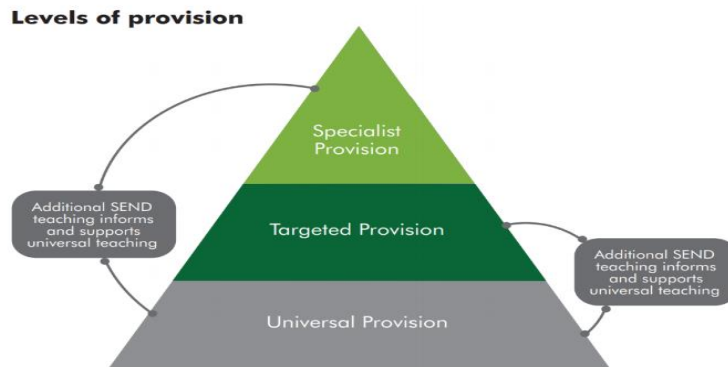 Levels of provision
Specialist
Provision
Additional SEND
teaching informs
and supports
universal teaching
Targeted Provision
Additional SEND
teaching informs
and supports
universal teaching
Universal Provision